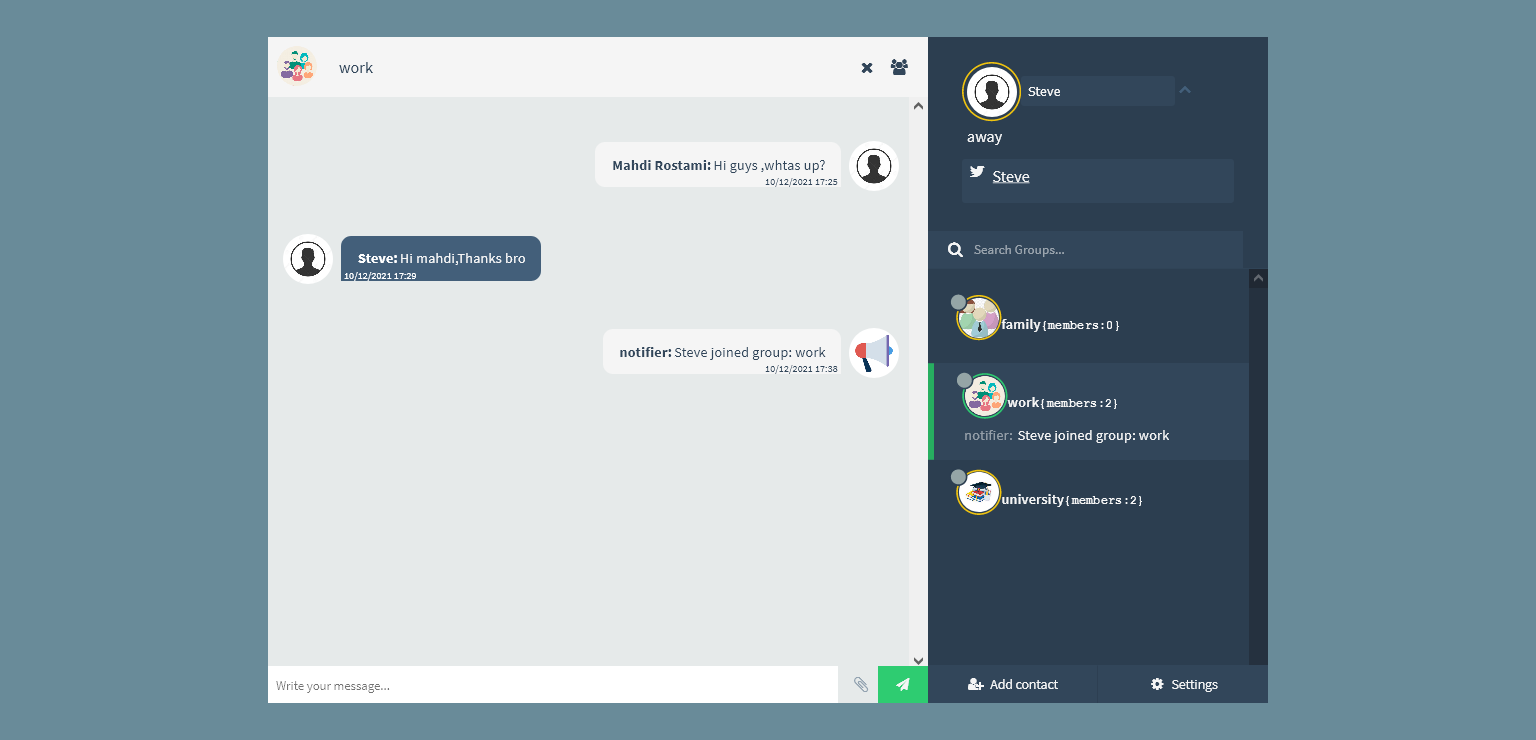 work
Mahdi Rostami: Hi guys ,whtas up?
10/12/2021 17:25
Steve: Hi mahdi,Thanks bro
10/12/2021 17:29
notifier: Steve joined group: work
10/12/2021 17:38
Write your message...
Steve
away
Steve
Search Groups...
family{members:0}
work{members:2}
notifier: Steve joined group: work
university{members:2}
Add contact
Settings